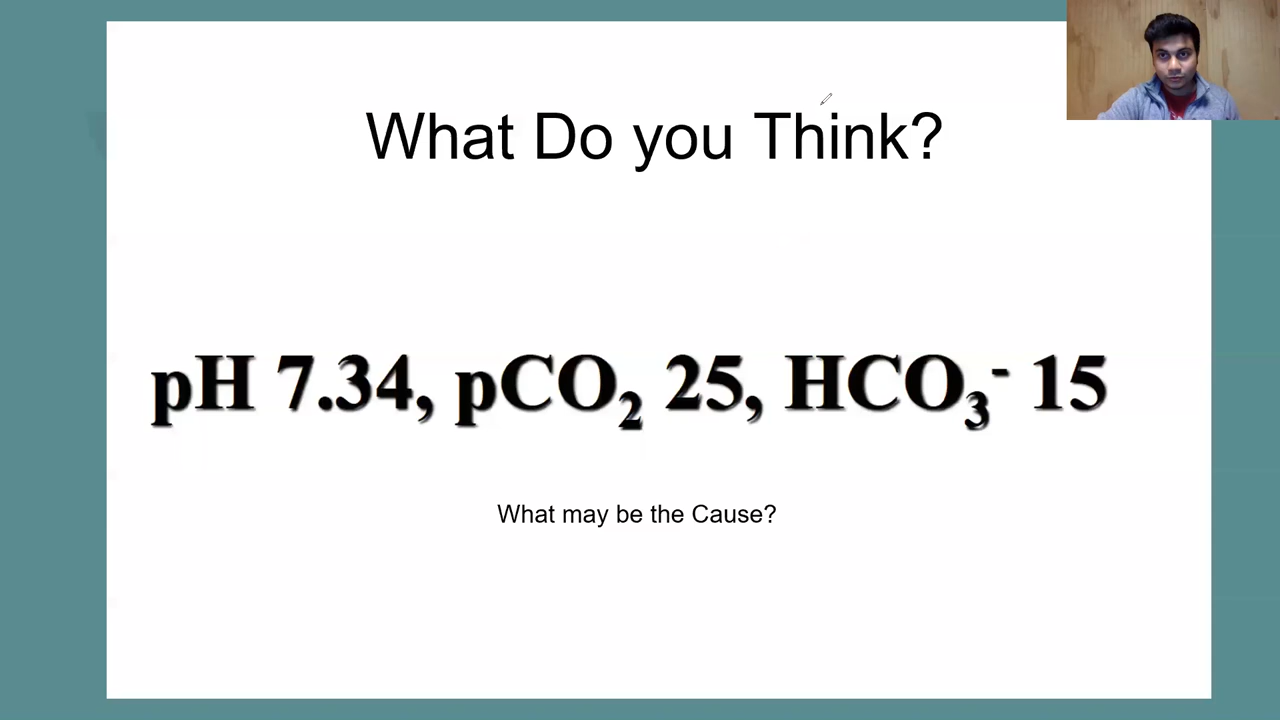 What Do you Think?
pH 7.34, pCO₂ 25, HCO₃⁻ 15
What may be the Cause?